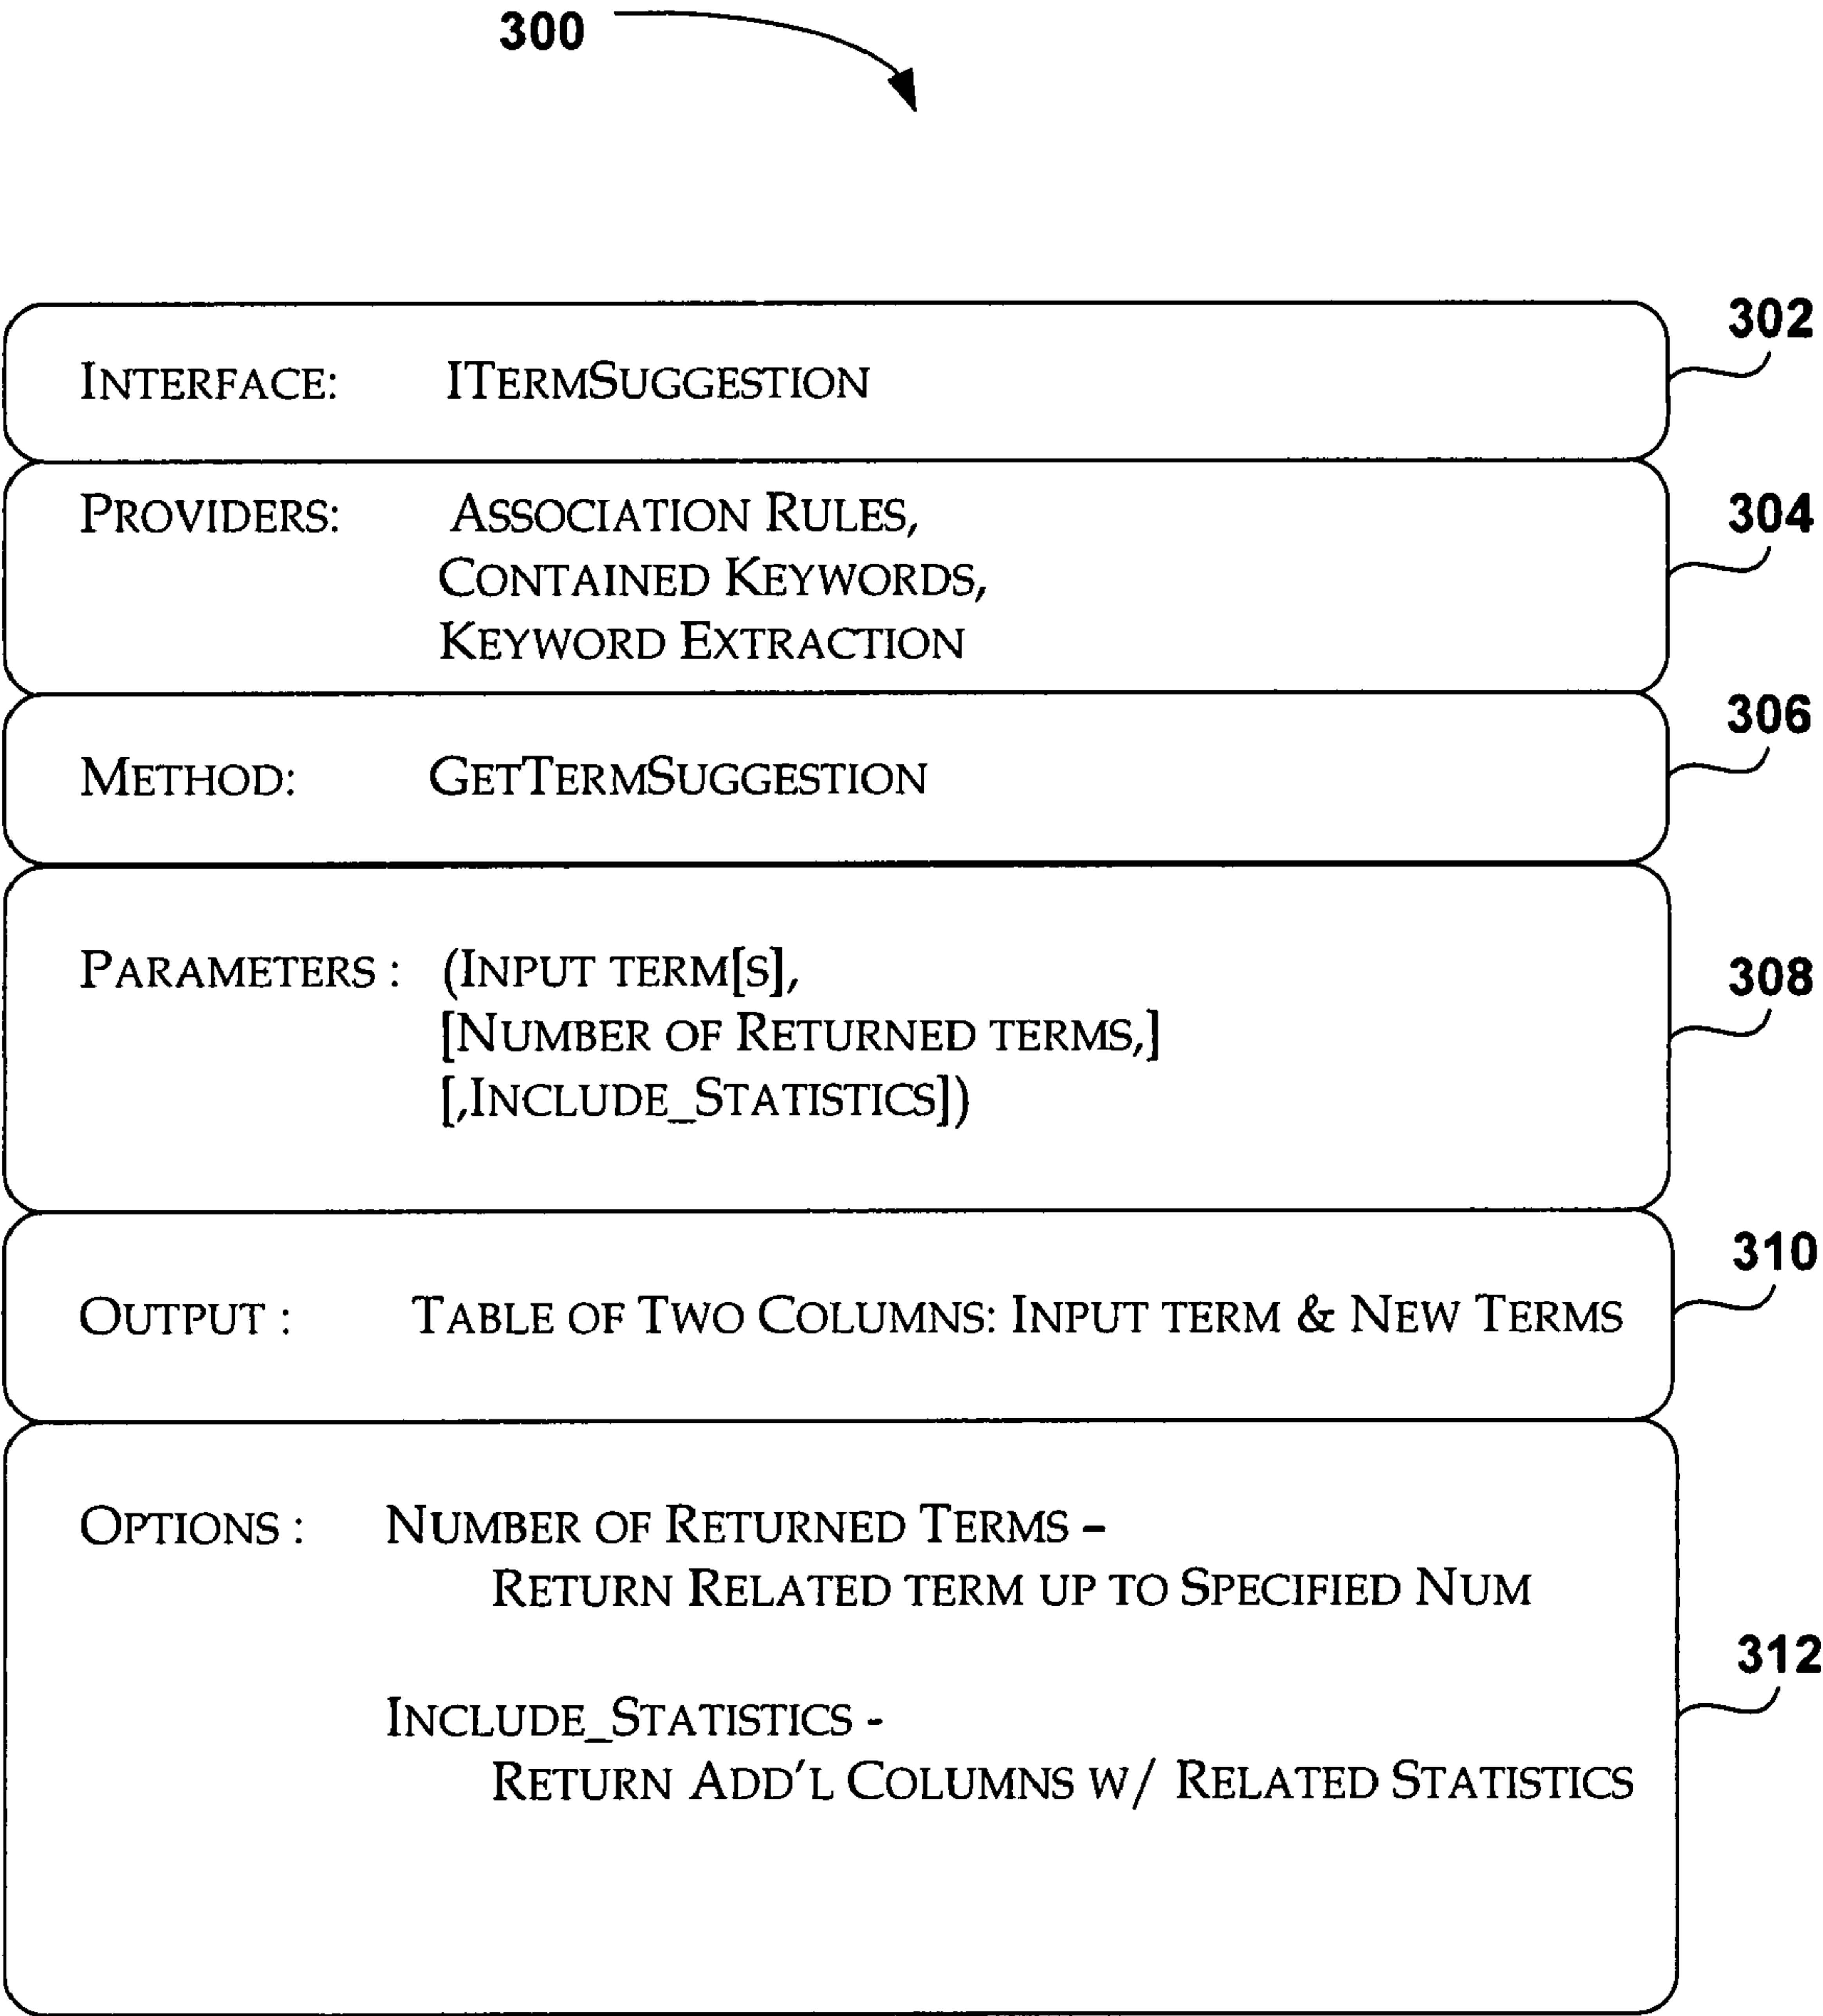 300
302
INTERFACE: ITERMSUGGESTION
304
PROVIDERS: ASSOCIATION RULES,
CONTAINED KEYWORDS,
KEYWORD EXTRACTION
306
METHOD: GETTERMSUGGESTION
308
PARAMETERS : (INPUT TERM[S],
[NUMBER OF RETURNED TERMS,]
[,INCLUDE_STATISTICS])
310
OUTPUT : TABLE OF TWO COLUMNS: INPUT TERM & NEW TERMS
OPTIONS : NUMBER OF RETURNED TERMS –
RETURN RELATED TERM UP TO SPECIFIED NUM
312
INCLUDE_STATISTICS -
RETURN ADD'L COLUMNS W/ RELATED STATISTICS